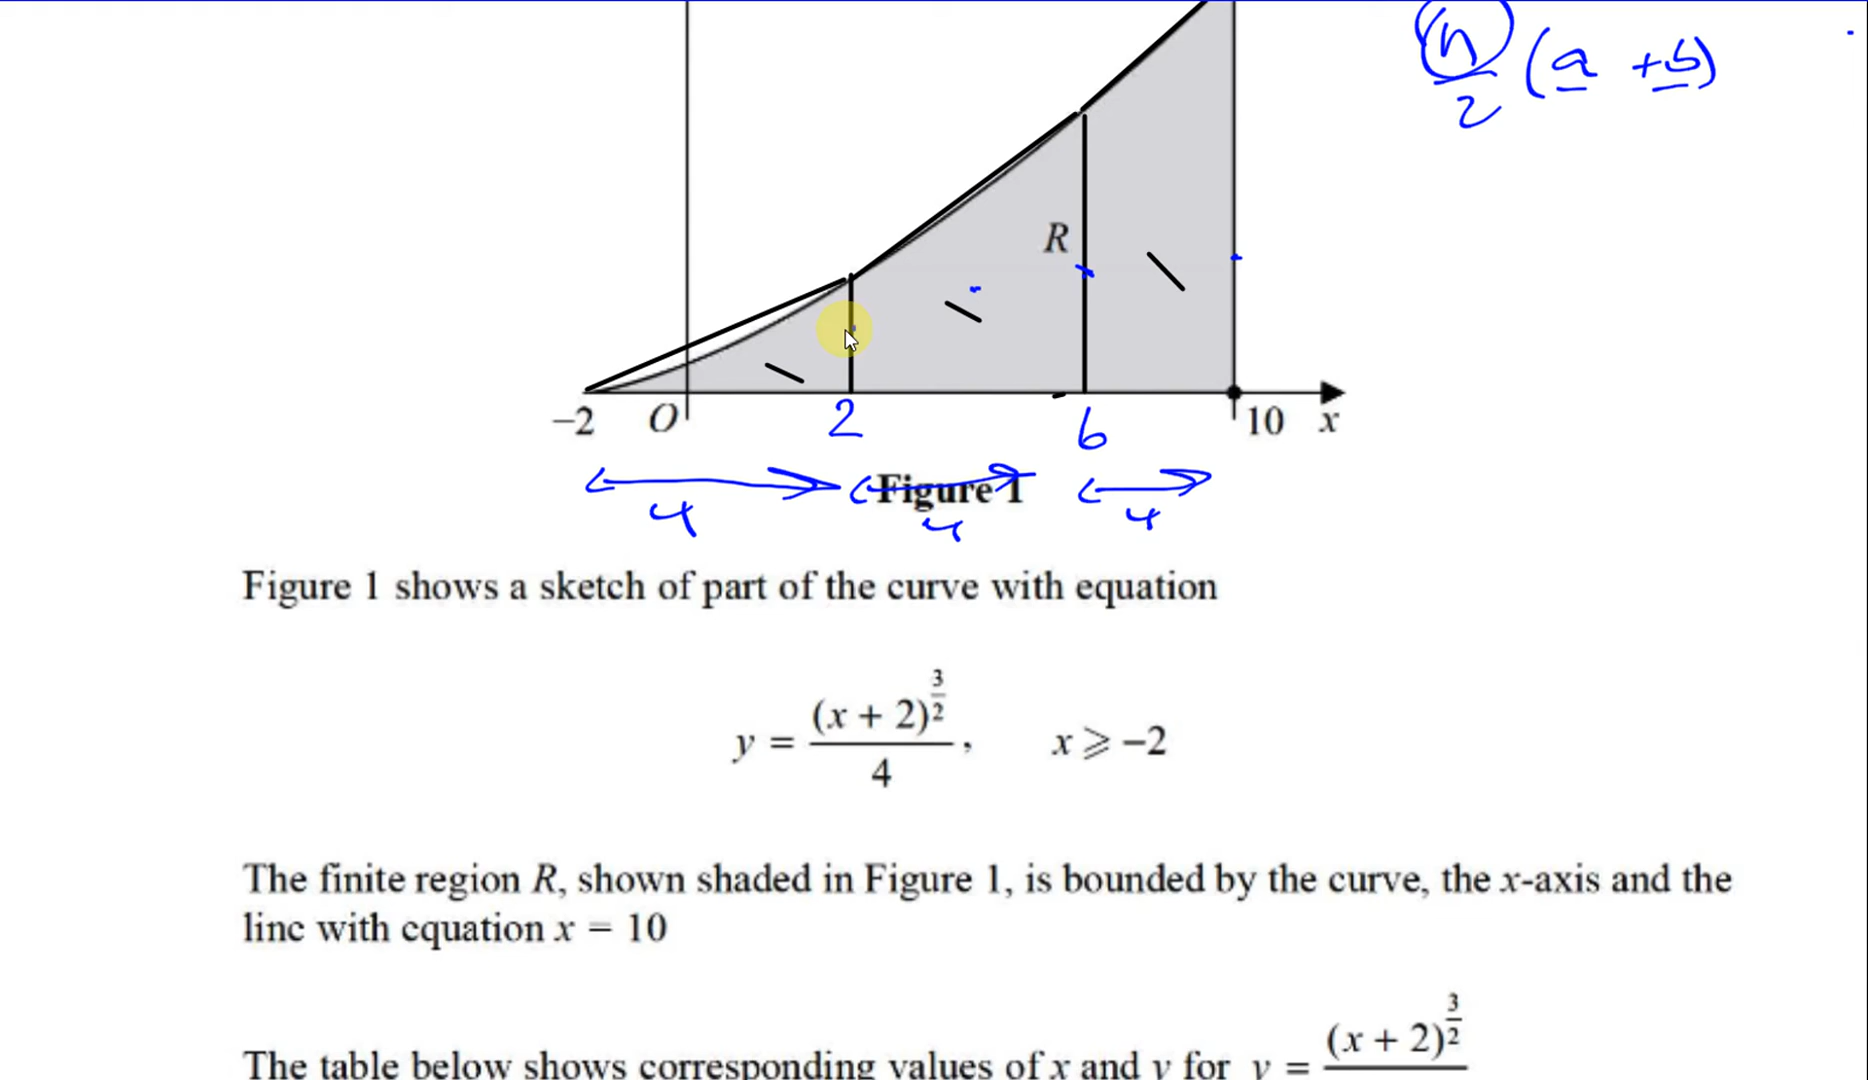 h/2 (a + b)
R
−2 O 2 6 10 x
4 4 4
Figure 1
Figure 1 shows a sketch of part of the curve with equation
y = (x + 2)^(3/2) / 4, x ⩾ −2
The finite region R, shown shaded in Figure 1, is bounded by the curve, the x-axis and the
line with equation x = 10
The table below shows corresponding values of x and y for y = (x + 2)^(3/2)